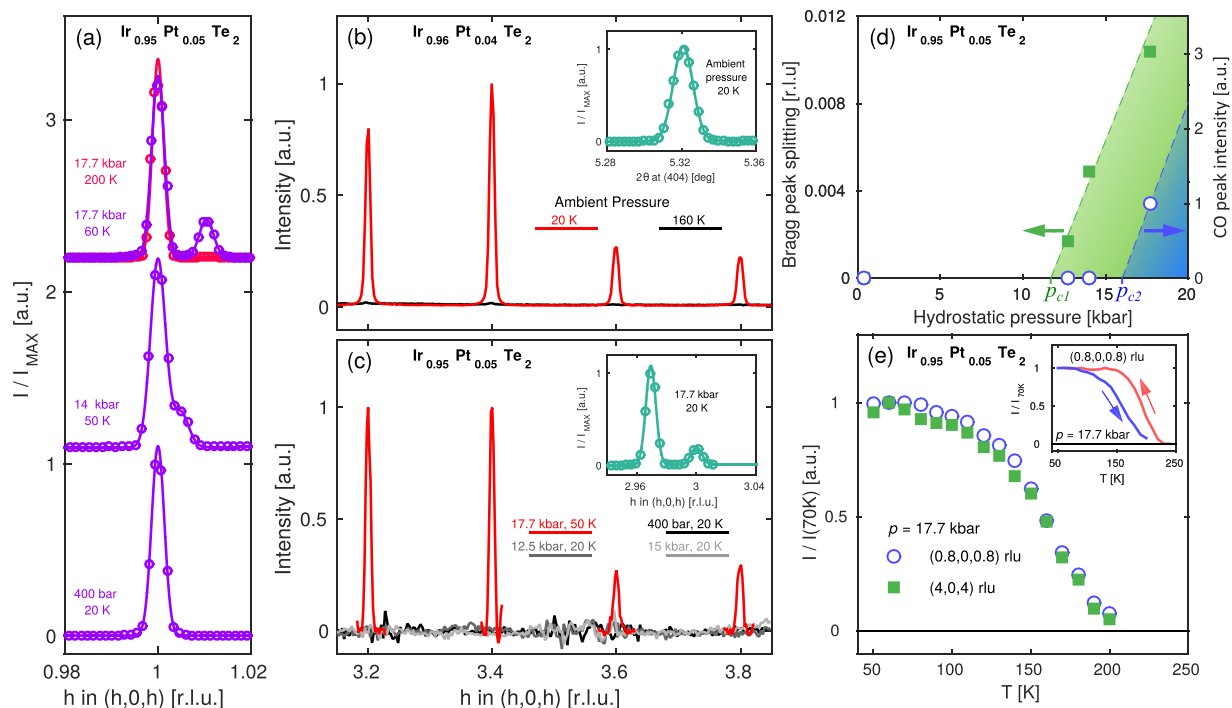 (a) Ir0.95 Pt0.05 Te2
3
2
1
0
I / IMAX [a.u.]
17.7 kbar
200 K
17.7 kbar
60 K
14 kbar
50 K
400 bar
20 K
0.98 1 1.02
h in (h,0,h) [r.l.u.]
(b) Ir0.96 Pt0.04 Te2
1
0.5
0
Intensity [a.u.]
Ambient Pressure
20 K 160 K
1
0
I / IMAX [a.u.]
Ambient
pressure
20 K
5.28 5.32 5.36
2θ at (404) [deg]
(c) Ir0.95 Pt0.05 Te2
1
0.5
0
Intensity [a.u.]
1
0
I / IMAX [a.u.]
17.7 kbar
20 K
2.96 3 3.04
h in (h,0,h) [r.l.u.]
17.7 kbar, 50 K 400 bar, 20 K
12.5 kbar, 20 K 15 kbar, 20 K
3.2 3.4 3.6 3.8
h in (h,0,h) [r.l.u.]
(d) Ir0.95 Pt0.05 Te2
0.012
0.008
0.004
0
Bragg peak splitting [r.l.u]
3
2
1
0
CO peak intensity [a.u.]
0 5 10 15 20
pc1 pc2
Hydrostatic pressure [kbar]
(e) Ir0.95 Pt0.05 Te2
1
0.5
0
I / I(70K) [a.u.]
p = 17.7 kbar
(0.8,0,0.8) rlu
(4,0,4) rlu
(0.8,0,0.8) rlu
1
0.5
0
I / I70K
p = 17.7 kbar
50 150 250
T [K]
50 100 150 200
T [K]